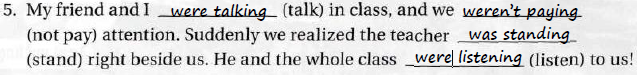 5. My friend and I were talking (talk) in class, and we weren't paying
(not pay) attention. Suddenly we realized the teacher was standing
(stand) right beside us. He and the whole class were listening (listen) to us!